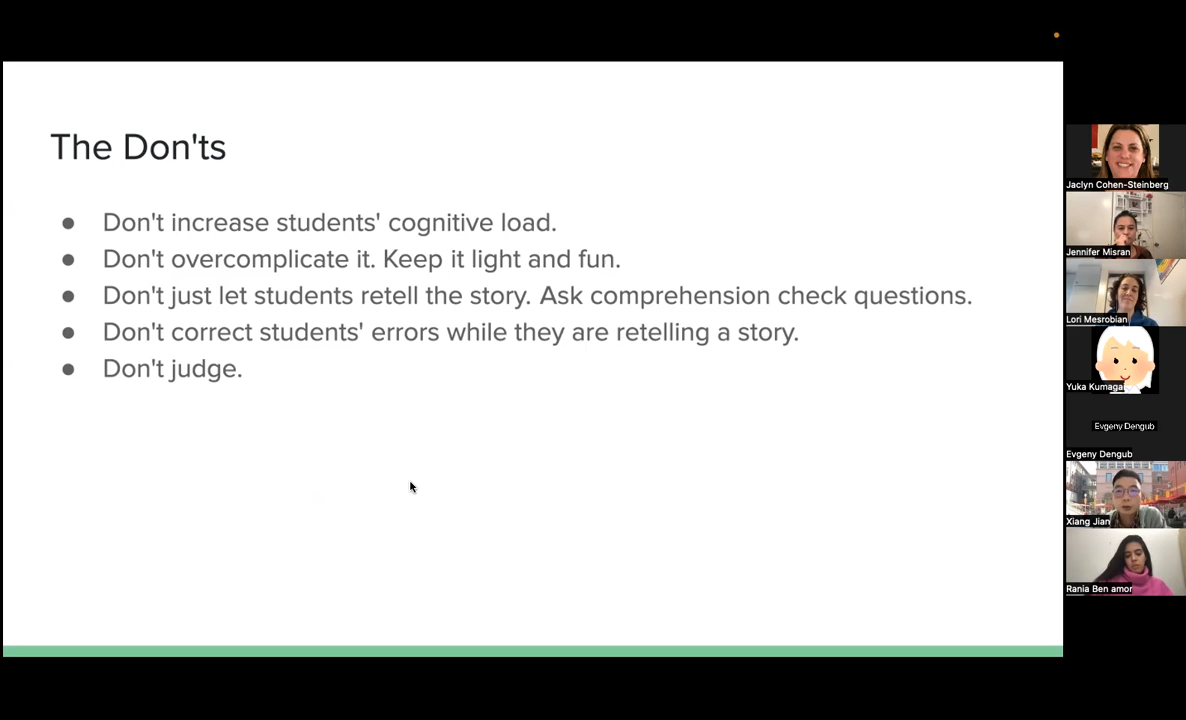 The Don'ts
● Don't increase students' cognitive load.
● Don't overcomplicate it. Keep it light and fun.
● Don't just let students retell the story. Ask comprehension check questions.
● Don't correct students' errors while they are retelling a story.
● Don't judge.
Jaclyn Cohen-Steinberg
Jennifer Misran
Lori Mesrobian
Yuka Kumagai
Evgeny Dengub
Evgeny Dengub
Xiang Jian
Rania Ben amor